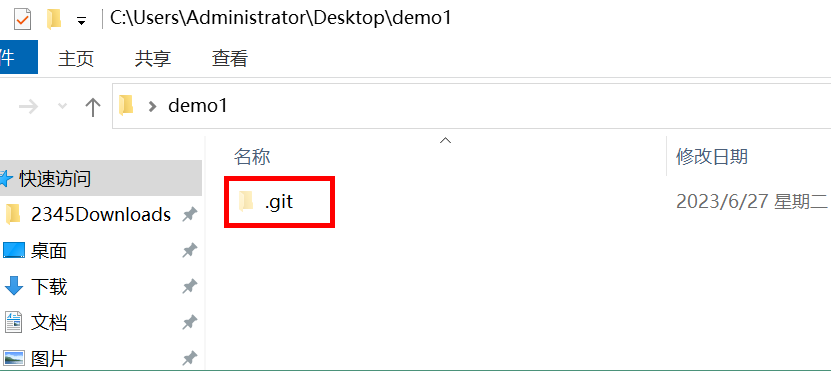 C:\Users\Administrator\Desktop\demo1
件 主页 共享 查看
demo1
名称 修改日期
快速访问
.git 2023/6/27 星期二
2345Downloads
桌面
下载
文档
图片